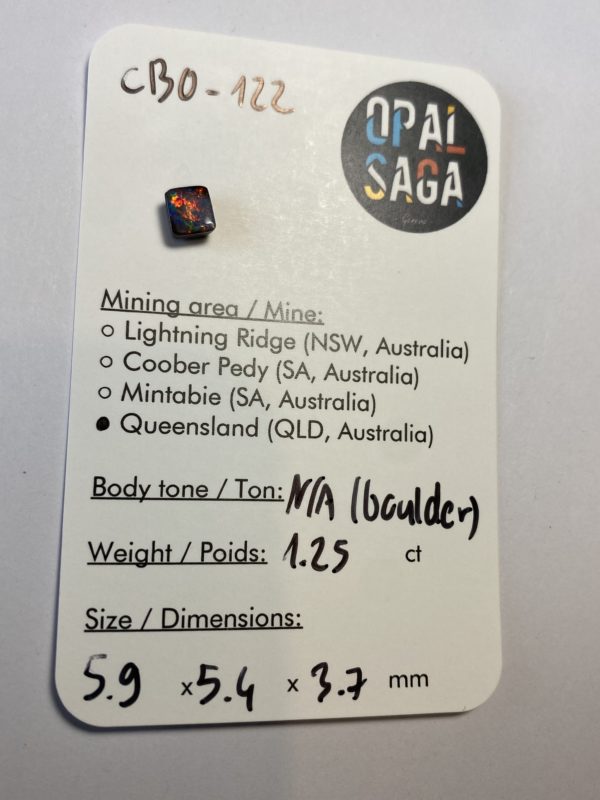 CBO-122
OPAL
SAGA
Mining area / Mine:
Lightning Ridge (NSW, Australia)
Coober Pedy (SA, Australia)
Mintabie (SA, Australia)
Queensland (QLD, Australia)
Body tone / Ton: N/A (boulder)
Weight / Poids: 1.25 ct
Size / Dimensions:
5.9 x 5.4 x 3.7 mm